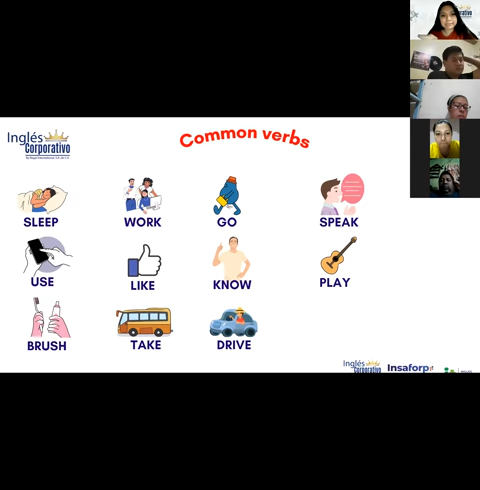 Inglés
Corporativo
Common verbs
SLEEP
WORK
GO
SPEAK
USE
LIKE
KNOW
PLAY
BRUSH
TAKE
DRIVE
Inglés
Corporativo
Insaforp